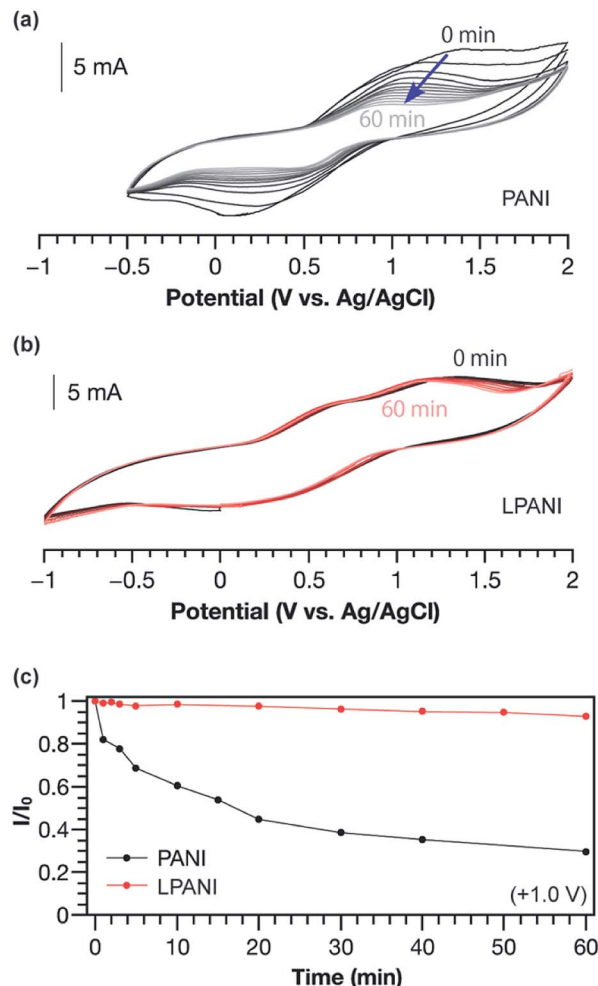 (a)
5 mA
0 min
60 min
PANI
−1 −0.5 0 0.5 1 1.5 2
Potential (V vs. Ag/AgCl)
(b)
5 mA
0 min
60 min
LPANI
−1 −0.5 0 0.5 1 1.5 2
Potential (V vs. Ag/AgCl)
(c)
1
0.8
0.6
0.4
0.2
0
I/I0
PANI
LPANI
(+1.0 V)
0 10 20 30 40 50 60
Time (min)